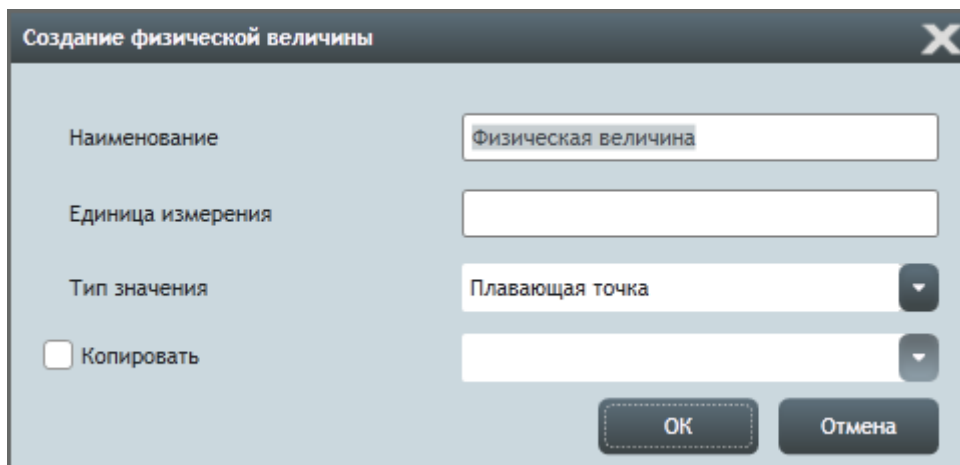 Создание физической величины
Наименование
Физическая величина
Единица измерения
Тип значения
Плавающая точка
Копировать
ОК
Отмена